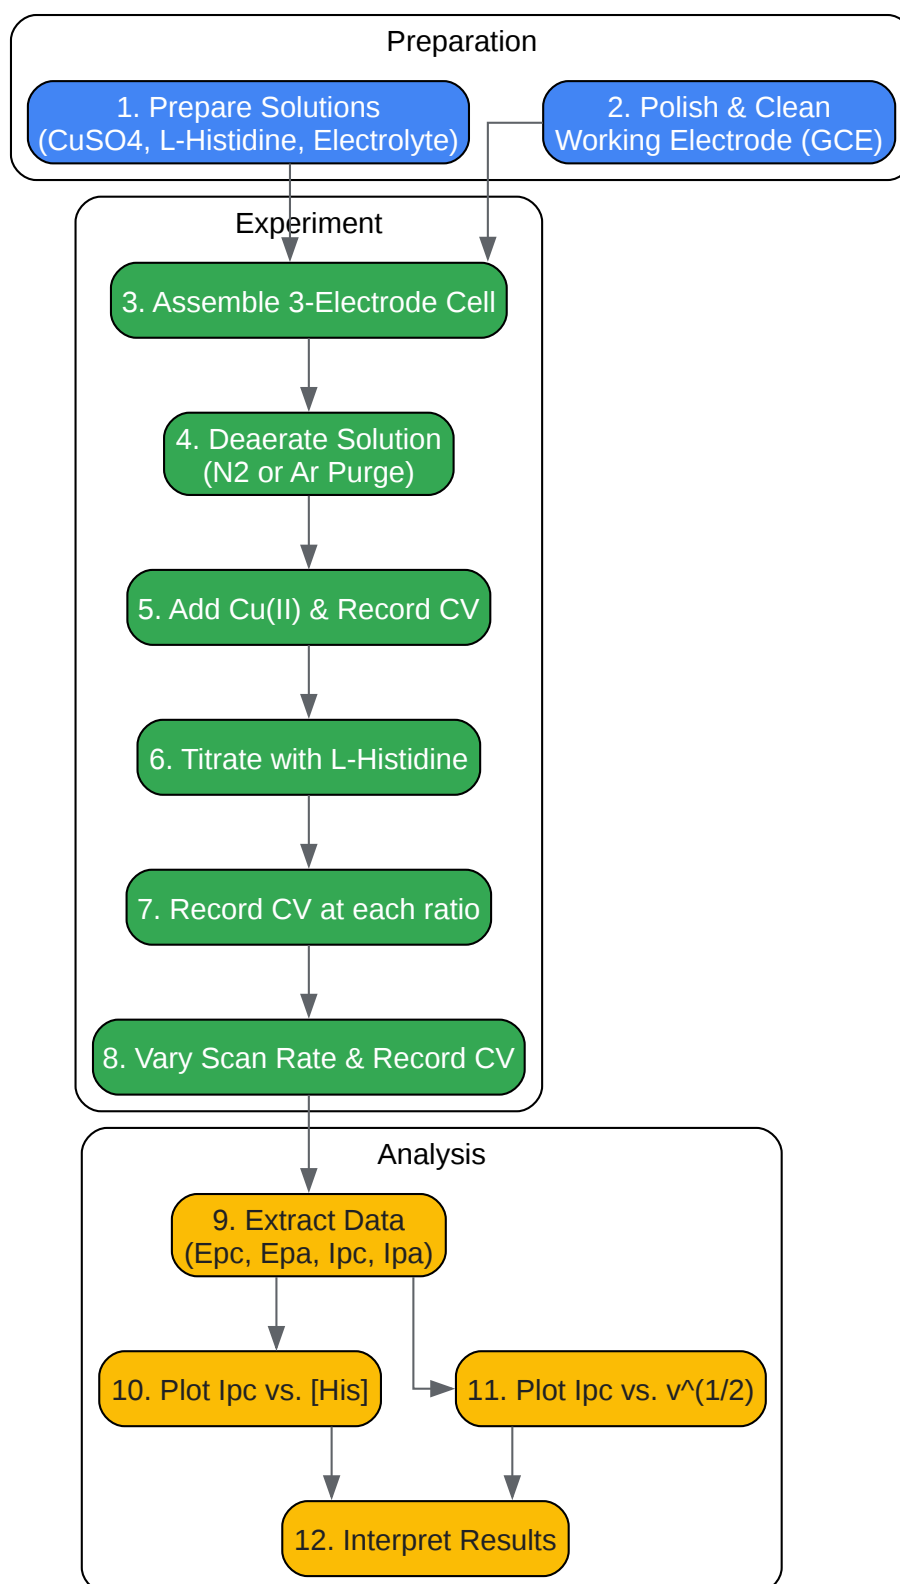 Preparation
1. Prepare Solutions
(CuSO4, L-Histidine, Electrolyte)
2. Polish & Clean
Working Electrode (GCE)
Experiment
3. Assemble 3-Electrode Cell
4. Deaerate Solution
(N2 or Ar Purge)
5. Add Cu(II) & Record CV
6. Titrate with L-Histidine
7. Record CV at each ratio
8. Vary Scan Rate & Record CV
Analysis
9. Extract Data
(Epc, Epa, Ipc, Ipa)
10. Plot Ipc vs. [His]
11. Plot Ipc vs. v^(1/2)
12. Interpret Results